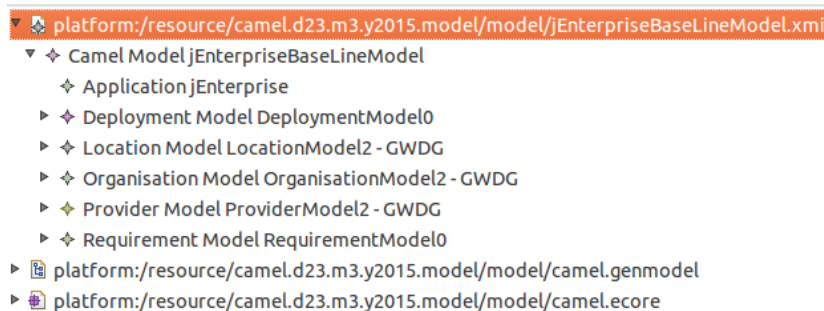 platform:/resource/camel.d23.m3.y2015.model/model/jEnterpriseBaseLineModel.xmi
Camel Model jEnterpriseBaseLineModel
Application jEnterprise
Deployment Model DeploymentModel0
Location Model LocationModel2 - GWDG
Organisation Model OrganisationModel2 - GWDG
Provider Model ProviderModel2 - GWDG
Requirement Model RequirementModel0
platform:/resource/camel.d23.m3.y2015.model/model/camel.genmodel
platform:/resource/camel.d23.m3.y2015.model/model/camel.ecore